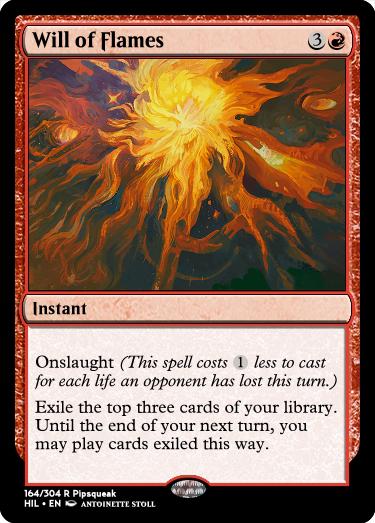 Will of Flames 3
Instant
Onslaught (This spell costs 1 less to cast
for each life an opponent has lost this turn.)
Exile the top three cards of your library.
Until the end of your next turn, you
may play cards exiled this way.
164/304 R Pipsqueak
HIL • EN ANTOINETTE STOLL